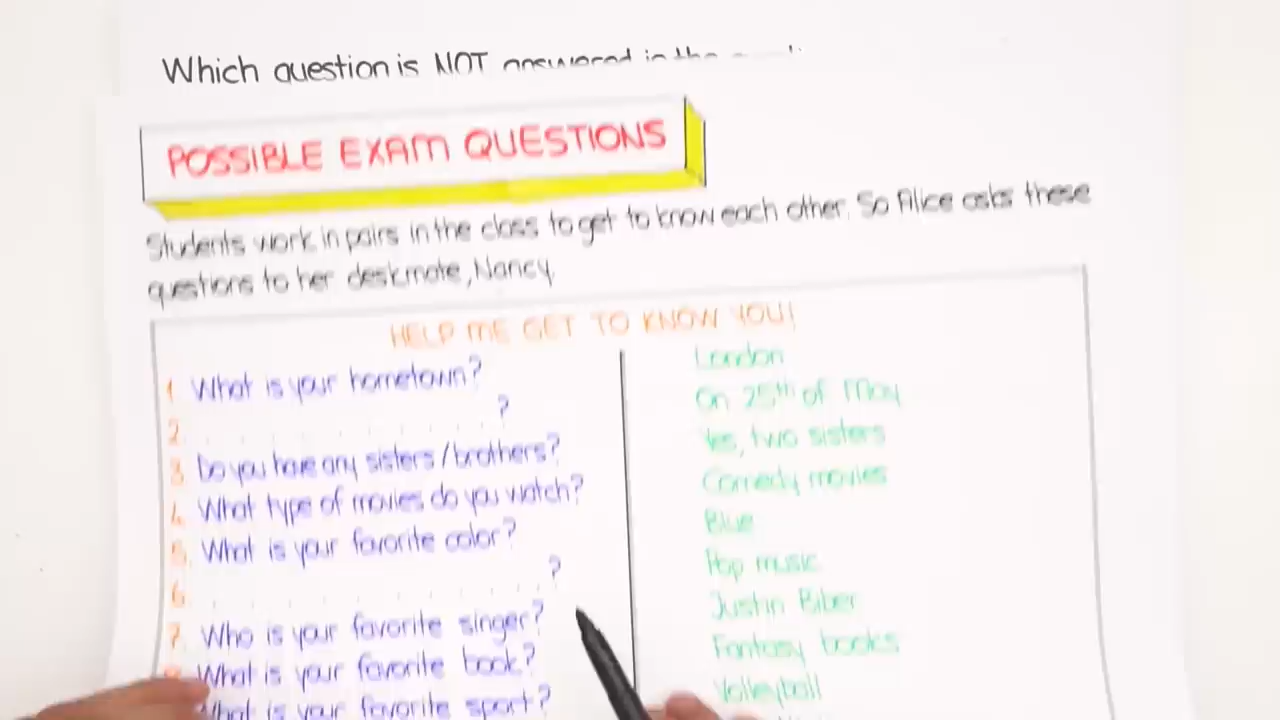 Which question is NOT answered in the
POSSIBLE EXAM QUESTIONS
Students work in pairs in the class to get to know each other. So Alice asks these
questions to her deskmate, Nancy.
HELP ME GET TO KNOW YOU!
1. What is your hometown?
2. . . . . . . . . . . . . . ?
3. Do you have any sisters/brothers?
4. What type of movies do you watch?
5. What is your favorite color?
6. . . . . . . . . . . . . . . ?
7. Who is your favorite singer?
8. What is your favorite book?
What is your favorite sport?
London
On 25th of May
Yes, two sisters
Comedy movies
Blue
Pop music
Justin Biber
Fantasy books
Volleyball